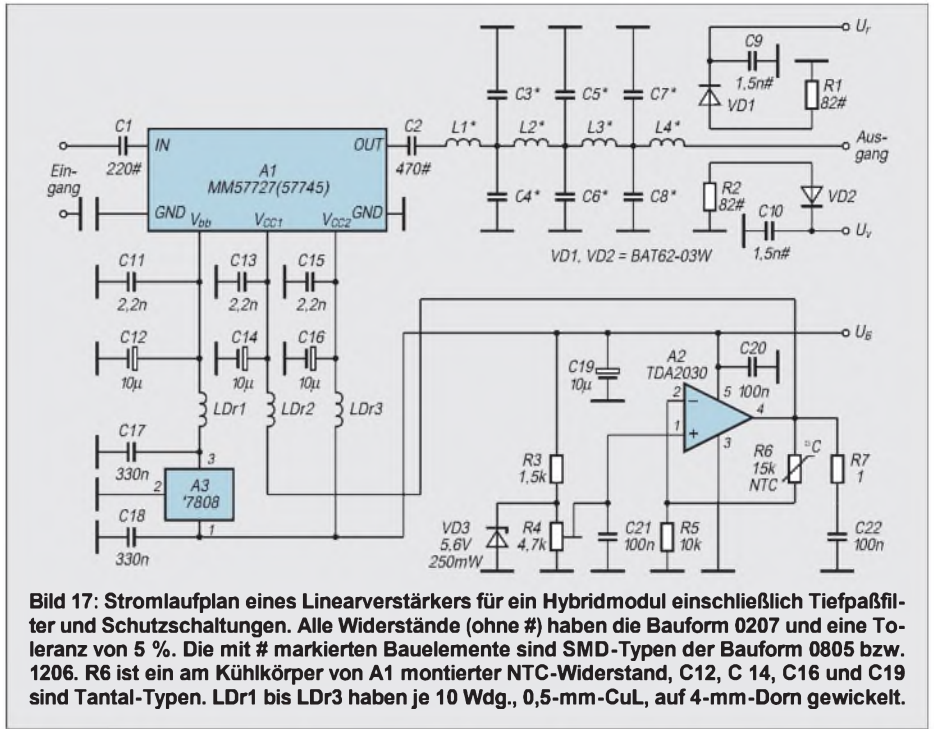 U_r
C9
1,5n#
VD1
R1
82#
C3* C5* C7*
C1
220#
IN
OUT
A1
MM57727(57745)
GND
V_bb
V_CC1
V_CC2
GND
C2
470#
L1* L2* L3* L4*
Ein-
gang
Aus-
gang
C4* C6* C8*
R2
82#
VD2
C10
1,5n#
U_v
VD1, VD2 = BAT62-03W
C11
2,2n
C13
2,2n
C15
2,2n
C12
10µ
C14
10µ
C16
10µ
U_6
LDr1
LDr2
LDr3
C17
330n
3
2
A3
'7808
1
C18
330n
C19
10µ
A2
TDA2030
C20
100n
2
−
1
+
5
4
3
R3
1,5k
VD3
5,6V
250mW
R4
4,7k
C21
100n
R5
10k
R6
15k
NTC
°C
R7
1
C22
100n
Bild 17: Stromlaufplan eines Linearverstärkers für ein Hybridmodul einschließlich Tiefpaßfil-
ter und Schutzschaltungen. Alle Widerstände (ohne #) haben die Bauform 0207 und eine To-
leranz von 5 %. Die mit # markierten Bauelemente sind SMD-Typen der Bauform 0805 bzw.
1206. R6 ist ein am Kühlkörper von A1 montierter NTC-Widerstand, C12, C 14, C16 und C19
sind Tantal-Typen. LDr1 bis LDr3 haben je 10 Wdg., 0,5-mm-CuL, auf 4-mm-Dorn gewickelt.